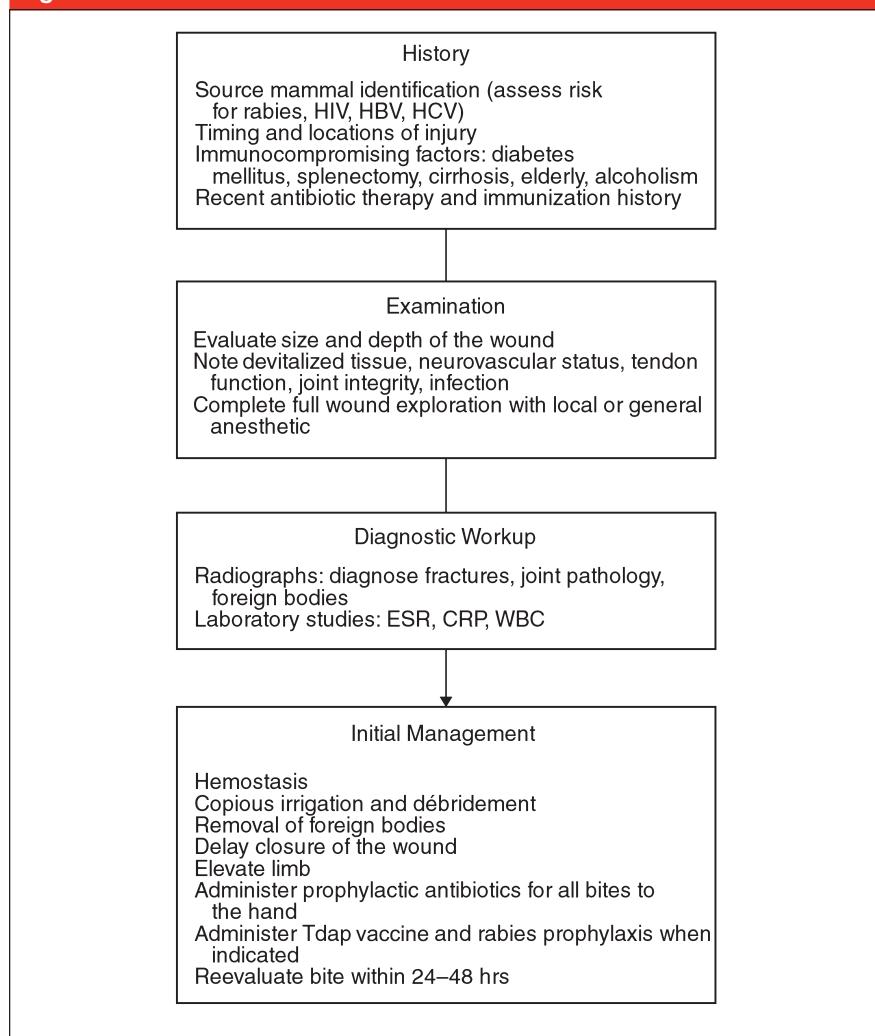 History
Source mammal identification (assess risk
for rabies, HIV, HBV, HCV)
Timing and locations of injury
Immunocompromising factors: diabetes
mellitus, splenectomy, cirrhosis, elderly, alcoholism
Recent antibiotic therapy and immunization history
Examination
Evaluate size and depth of the wound
Note devitalized tissue, neurovascular status, tendon
function, joint integrity, infection
Complete full wound exploration with local or general
anesthetic
Diagnostic Workup
Radiographs: diagnose fractures, joint pathology,
foreign bodies
Laboratory studies: ESR, CRP, WBC
Initial Management
Hemostasis
Copious irrigation and débridement
Removal of foreign bodies
Delay closure of the wound
Elevate limb
Administer prophylactic antibiotics for all bites to
the hand
Administer Tdap vaccine and rabies prophylaxis when
indicated
Reevaluate bite within 24–48 hrs